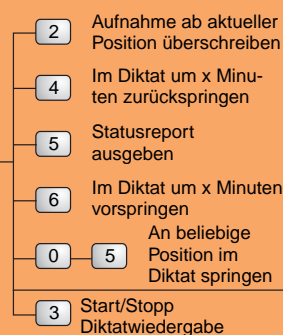 2 Aufnahme ab aktueller
Position überschreiben
4 Im Diktat um x Minu-
ten zurückspringen
5 Statusreport
ausgeben
6 Im Diktat um x Minuten
vorspringen
0 5 An beliebige
Position im
Diktat springen
3 Start/Stopp
Diktatwiedergabe